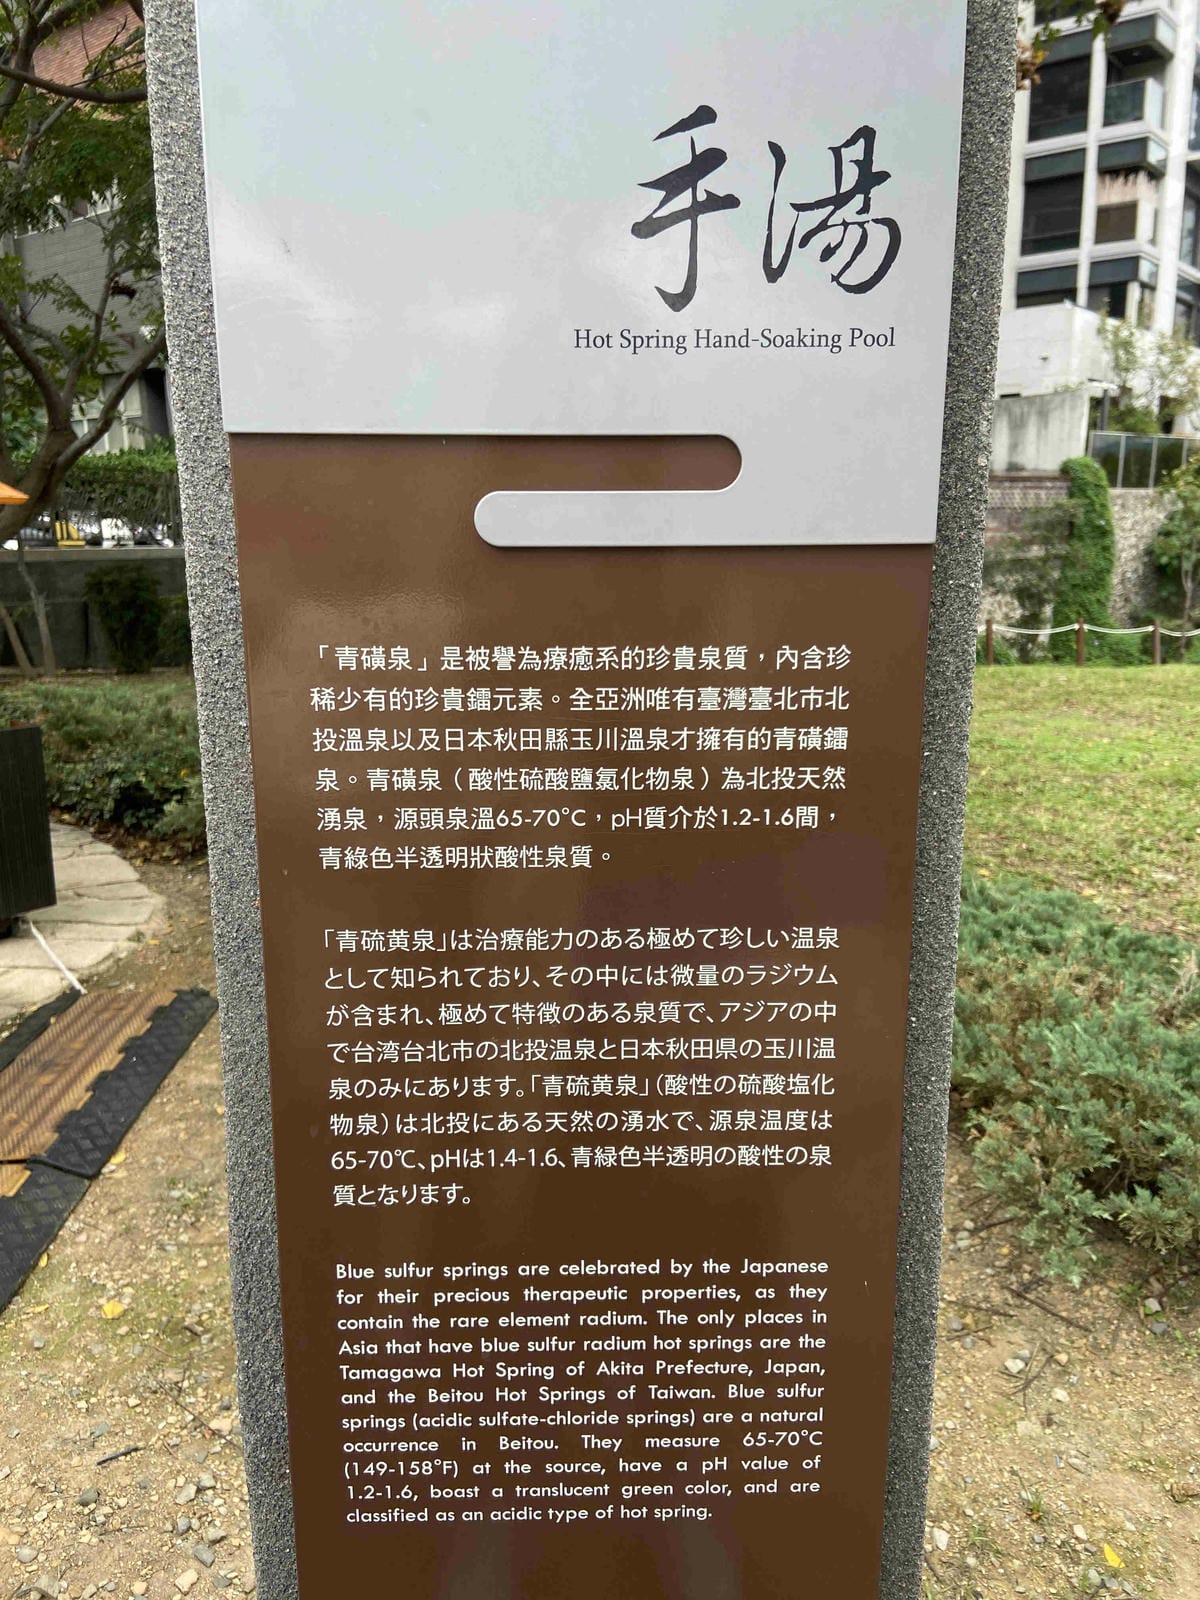 手湯
Hot Spring Hand-Soaking Pool
「青磺泉」是被譽為療癒系的珍貴泉質，內含珍
稀少有的珍貴鐳元素。全亞洲唯有臺灣臺北市北
投溫泉以及日本秋田縣玉川溫泉才擁有的青磺鐳
泉。青磺泉（酸性硫酸鹽氯化物泉）為北投天然
湧泉，源頭泉溫65-70°C，pH質介於1.2-1.6間，
青綠色半透明狀酸性泉質。
「青硫黄泉」は治療能力のある極めて珍しい温泉
として知られており、その中には微量のラジウム
が含まれ、極めて特徴のある泉質で、アジアの中
で台湾台北市の北投温泉と日本秋田県の玉川温
泉のみにあります。「青硫黄泉」（酸性の硫酸塩化
物泉）は北投にある天然の湧水で、源泉温度は
65-70℃、pHは1.4-1.6、青緑色半透明の酸性の泉
質となります。
Blue sulfur springs are celebrated by the Japanese
for their precious therapeutic properties, as they
contain the rare element radium. The only places in
Asia that have blue sulfur radium hot springs are the
Tamagawa Hot Spring of Akita Prefecture, Japan,
and the Beitou Hot Springs of Taiwan. Blue sulfur
springs (acidic sulfate-chloride springs) are a natural
occurrence in Beitou. They measure 65-70°C
(149-158°F) at the source, have a pH value of
1.2-1.6, boast a translucent green color, and are
classified as an acidic type of hot spring.